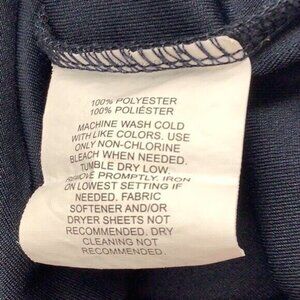 100% POLYESTER
100% POLIÉSTER
MACHINE WASH COLD
WITH LIKE COLORS. USE
ONLY NON-CHLORINE
BLEACH WHEN NEEDED.
TUMBLE DRY LOW.
REMOVE PROMPTLY. IRON
ON LOWEST SETTING IF
NEEDED. FABRIC
SOFTENER AND/OR
DRYER SHEETS NOT
RECOMMENDED. DRY
CLEANING NOT
RECOMMENDED.